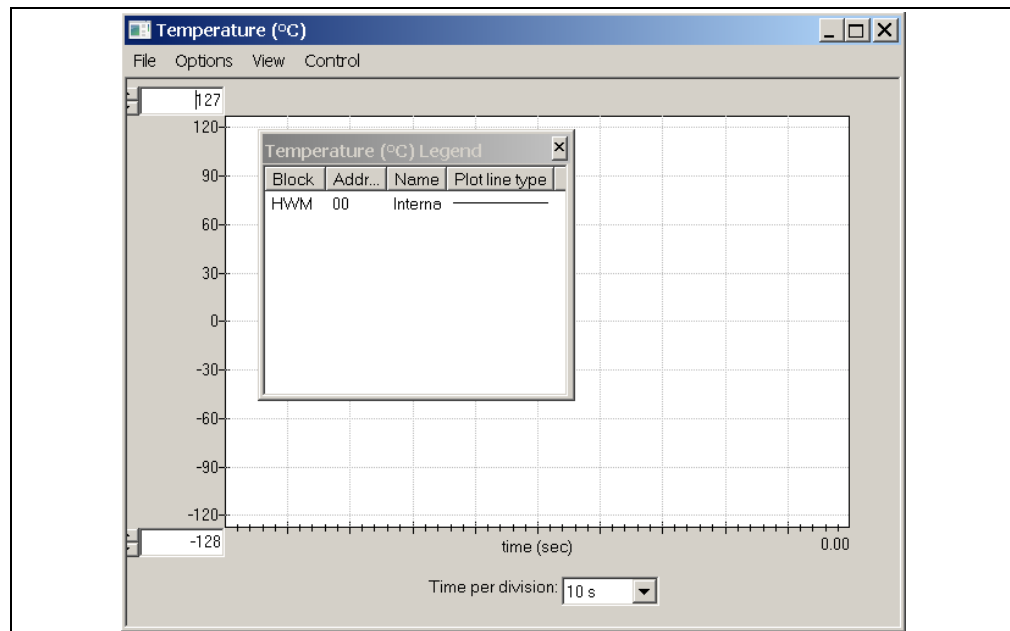 Temperature (°C)
File Options View Control
127
120
Temperature (°C) Legend
90
Block Addr... Name Plot line type
HWM 00 Interna
60
30
0
-30
-60
-90
-120
-128
time (sec) 0.00
Time per division: 10 s